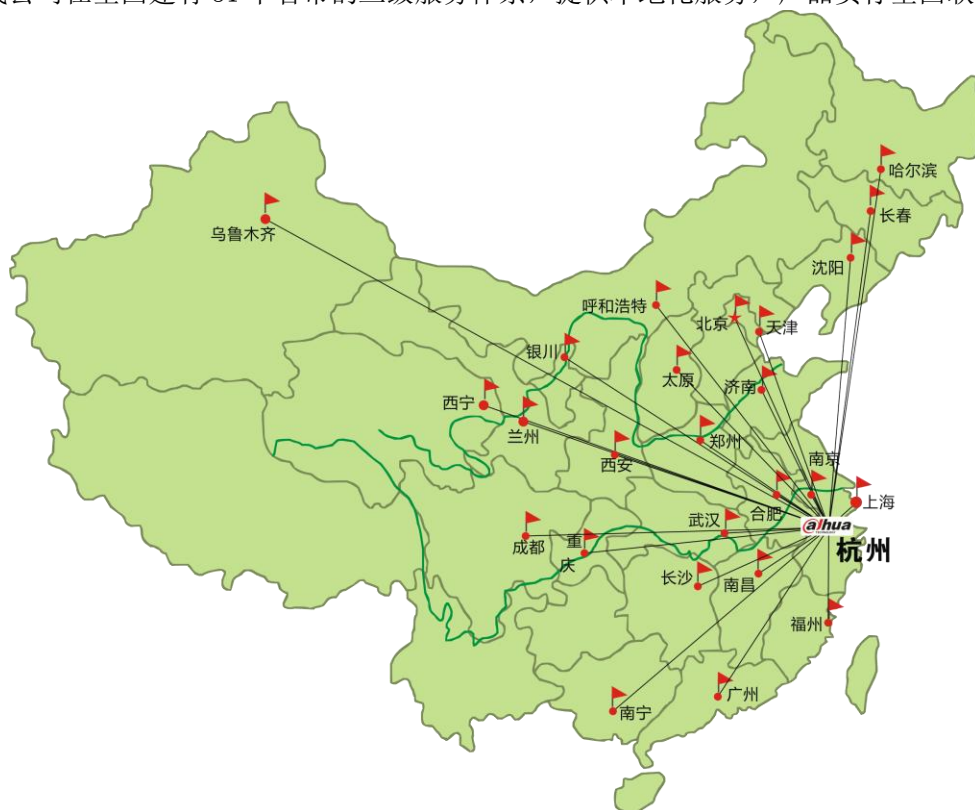 哈尔滨
长春
乌鲁木齐
沈阳
呼和浩特
北京
天津
银川
太原
济南
西宁
兰州
郑州
西安
南京
合肥
上海
武汉
alhua
成都
重
庆
杭州
长沙
南昌
福州
广州
南宁